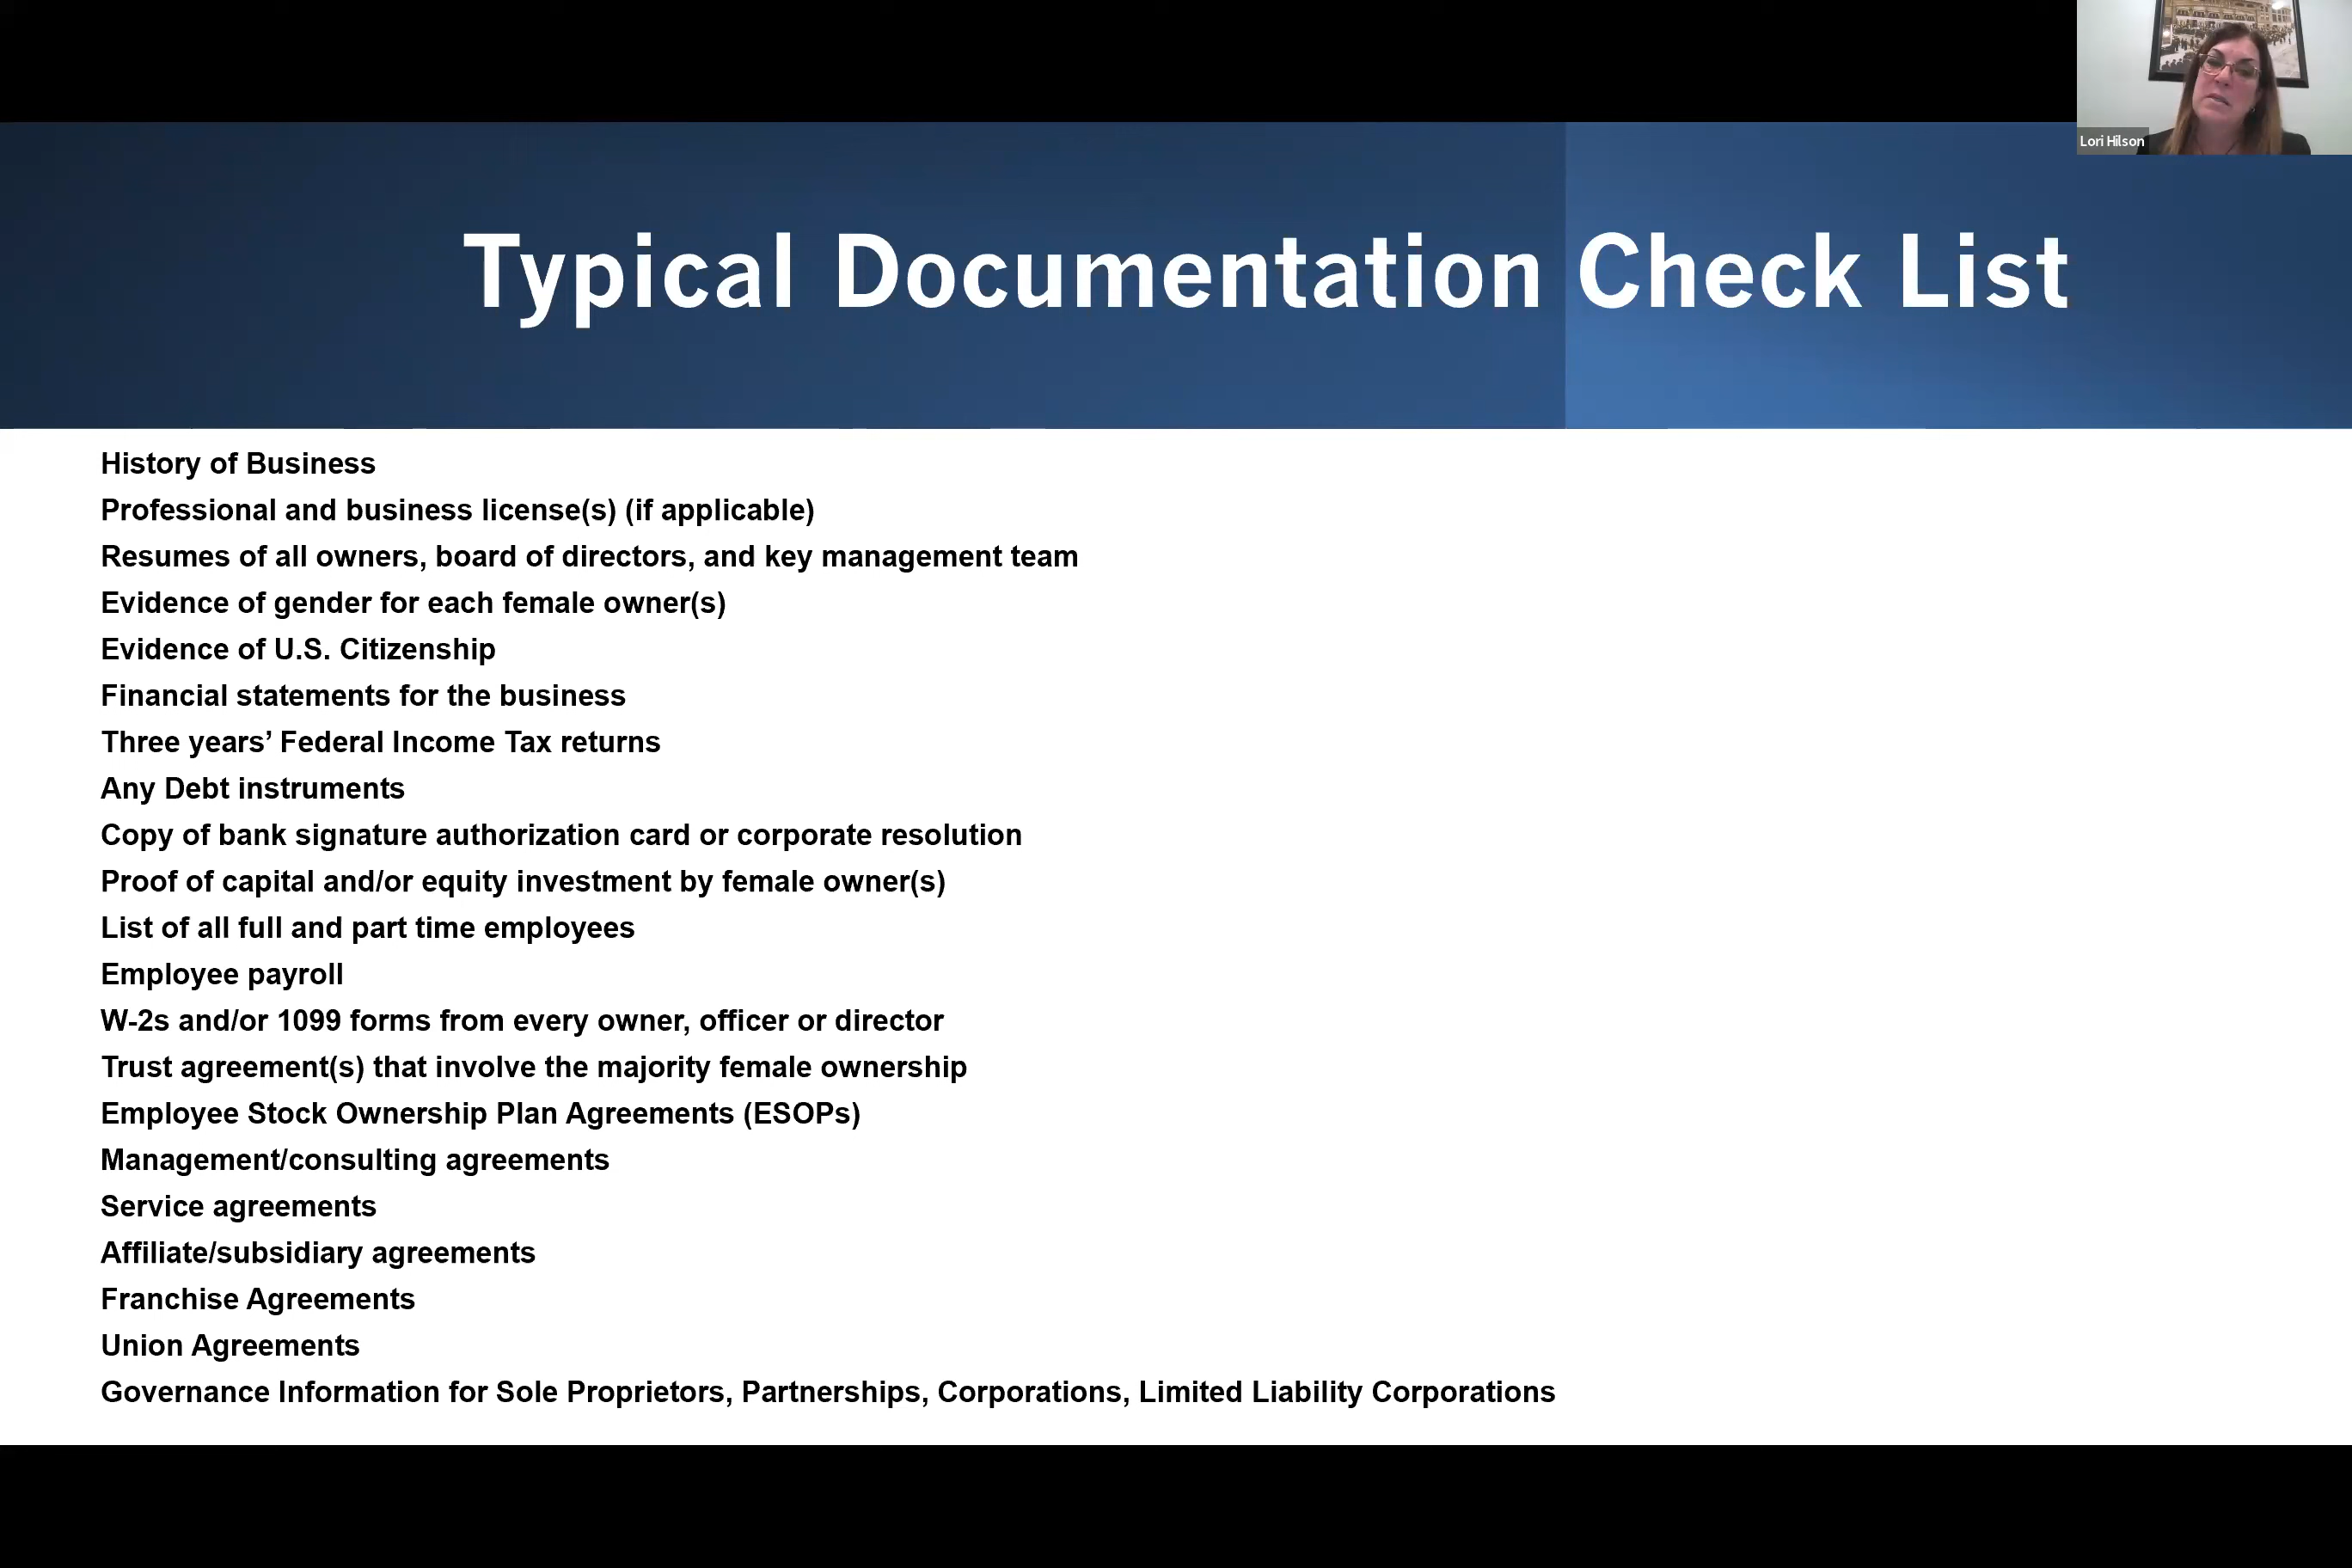 Lori Hilson
Typical Documentation Check List
History of Business
Professional and business license(s) (if applicable)
Resumes of all owners, board of directors, and key management team
Evidence of gender for each female owner(s)
Evidence of U.S. Citizenship
Financial statements for the business
Three years’ Federal Income Tax returns
Any Debt instruments
Copy of bank signature authorization card or corporate resolution
Proof of capital and/or equity investment by female owner(s)
List of all full and part time employees
Employee payroll
W-2s and/or 1099 forms from every owner, officer or director
Trust agreement(s) that involve the majority female ownership
Employee Stock Ownership Plan Agreements (ESOPs)
Management/consulting agreements
Service agreements
Affiliate/subsidiary agreements
Franchise Agreements
Union Agreements
Governance Information for Sole Proprietors, Partnerships, Corporations, Limited Liability Corporations